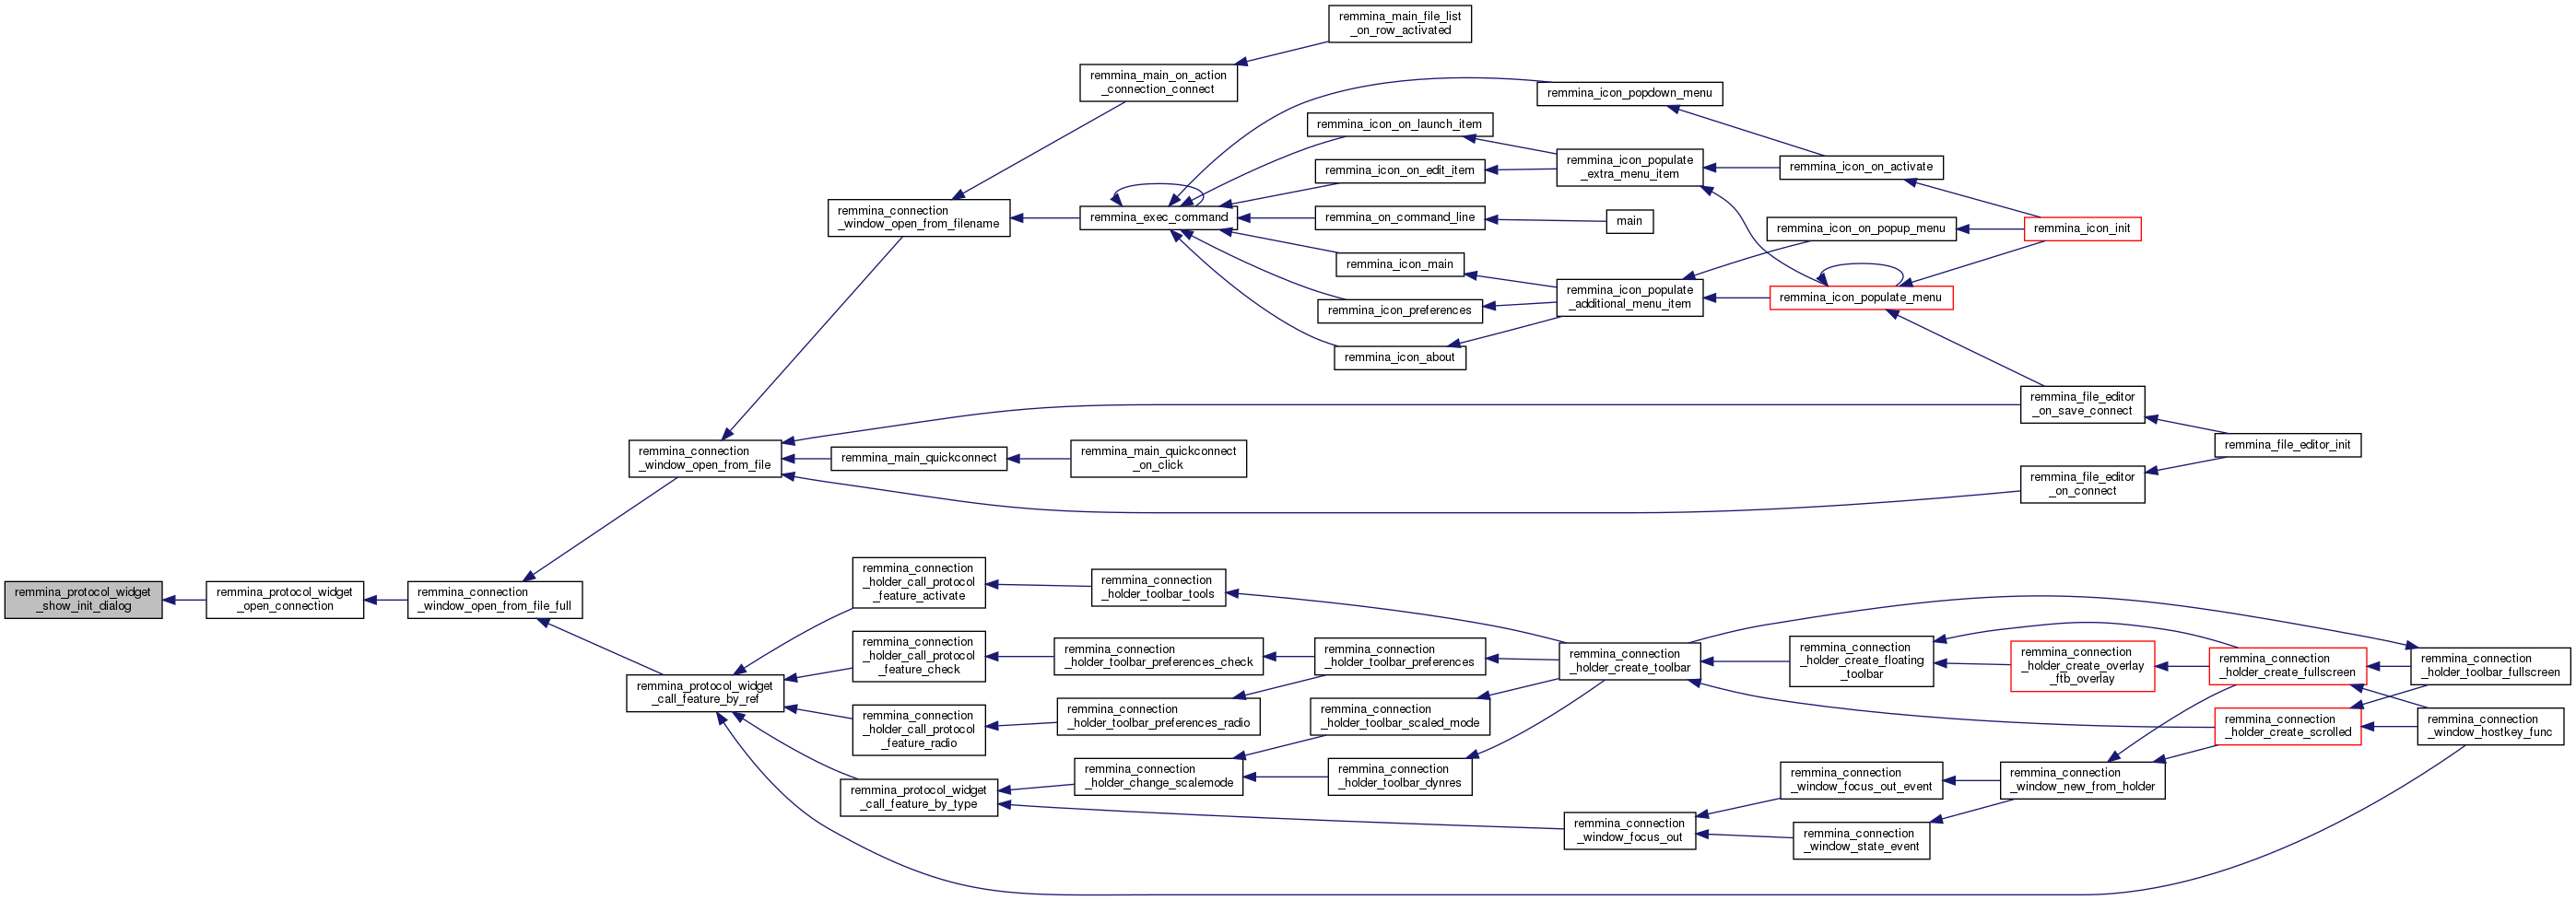 remmina_main_file_list
_on_row_activated
remmina_main_on_action
_connection_connect
remmina_icon_popdown_menu
remmina_icon_on_launch_item
remmina_icon_populate
_extra_menu_item
remmina_icon_on_activate
remmina_icon_on_edit_item
remmina_connection
_window_open_from_filename
remmina_exec_command
remmina_on_command_line
main
remmina_icon_on_popup_menu
remmina_icon_init
remmina_icon_main
remmina_icon_populate
_additional_menu_item
remmina_icon_populate_menu
remmina_icon_preferences
remmina_icon_about
remmina_file_editor
_on_save_connect
remmina_connection
_window_open_from_file
remmina_main_quickconnect
remmina_main_quickconnect
_on_click
remmina_file_editor_init
remmina_file_editor
_on_connect
remmina_protocol_widget
_show_init_dialog
remmina_protocol_widget
_open_connection
remmina_connection
_window_open_from_file_full
remmina_connection
_holder_call_protocol
_feature_activate
remmina_connection
_holder_toolbar_tools
remmina_connection
_holder_call_protocol
_feature_check
remmina_connection
_holder_toolbar_preferences_check
remmina_connection
_holder_toolbar_preferences
remmina_connection
_holder_create_toolbar
remmina_connection
_holder_create_floating
_toolbar
remmina_connection
_holder_create_overlay
_ftb_overlay
remmina_connection
_holder_create_fullscreen
remmina_connection
_holder_toolbar_fullscreen
remmina_protocol_widget
_call_feature_by_ref
remmina_connection
_holder_call_protocol
_feature_radio
remmina_connection
_holder_toolbar_preferences_radio
remmina_connection
_holder_toolbar_scaled_mode
remmina_connection
_holder_create_scrolled
remmina_connection
_window_hostkey_func
remmina_protocol_widget
_call_feature_by_type
remmina_connection
_holder_change_scalemode
remmina_connection
_holder_toolbar_dynres
remmina_connection
_window_focus_out_event
remmina_connection
_window_new_from_holder
remmina_connection
_window_focus_out
remmina_connection
_window_state_event